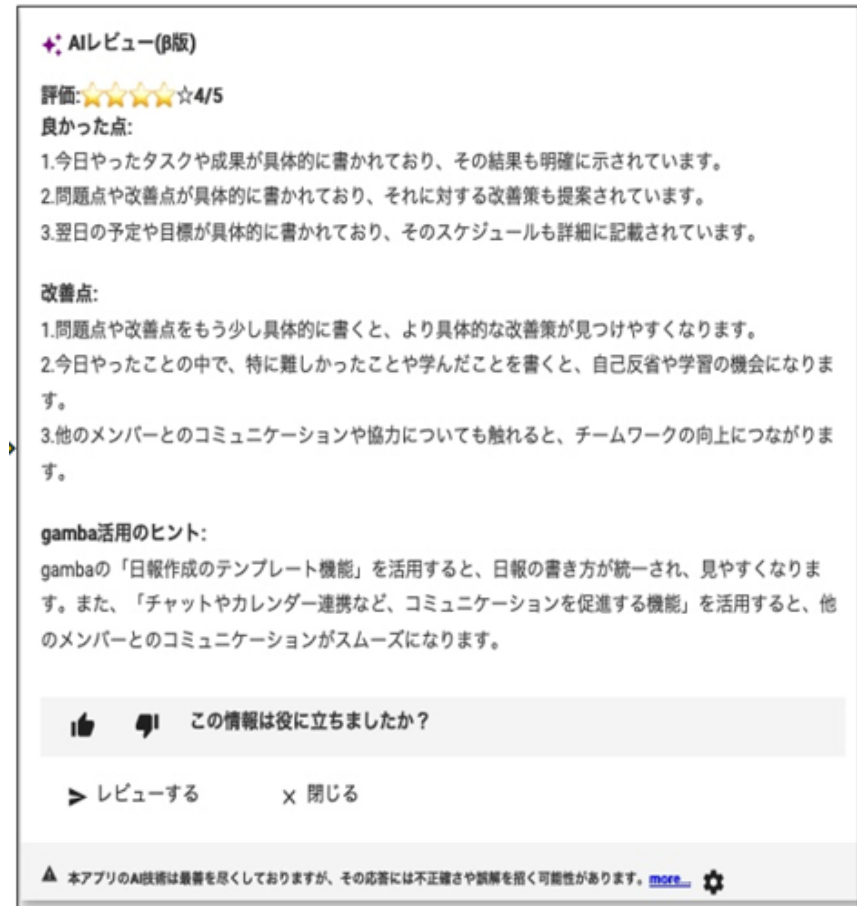 AIレビュー(β版)
評価:⭐⭐⭐⭐☆4/5
良かった点:
1.今日やったタスクや成果が具体的に書かれており、その結果も明確に示されています。
2.問題点や改善点が具体的に書かれており、それに対する改善策も提案されています。
3.翌日の予定や目標が具体的に書かれており、そのスケジュールも詳細に記載されています。
改善点:
1.問題点や改善点をもう少し具体的に書くと、より具体的な改善策が見つけやすくなります。
2.今日やったことの中で、特に難しかったことや学んだことを書くと、自己反省や学習の機会になりま
す。
3.他のメンバーとのコミュニケーションや協力についても触れると、チームワークの向上につながりま
す。
gamba活用のヒント:
gambaの「日報作成のテンプレート機能」を活用すると、日報の書き方が統一され、見やすくなりま
す。また、「チャットやカレンダー連携など、コミュニケーションを促進する機能」を活用すると、他
のメンバーとのコミュニケーションがスムーズになります。
この情報は役に立ちましたか？
レビューする
閉じる
本アプリのAI技術は最善を尽くしておりますが、その応答には不正確さや誤解を招く可能性があります。more...